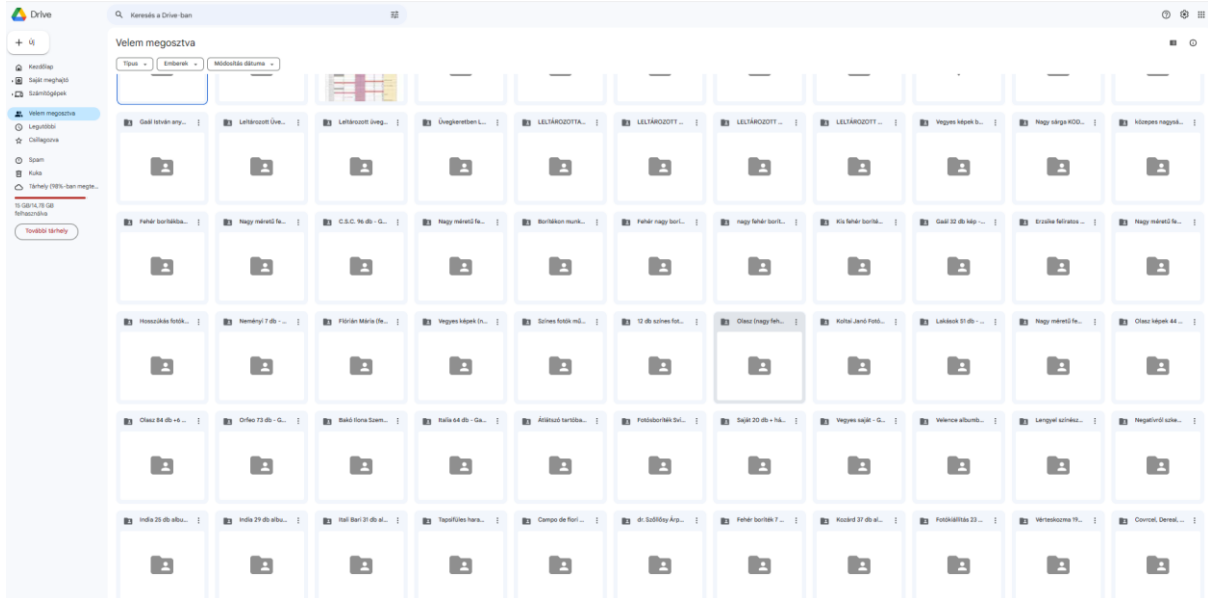 Drive
Keresés a Drive-ban
Új
Velem megosztva
Típus
Emberek
Módosítás dátuma
Kezdőlap
Saját meghajtó
Számítógépek
Velem megosztva
Legutóbbi
Csillagozva
Spam
Kuka
Tárhely (98%-ban megte...
15 GB/14,78 GB
felhasználva
További tárhely
Gaál István any...
Leltározott Üve...
Leltározott üveg...
Üvegkeretben L...
LELTÁROZOTTA...
LELTÁROZOTT ...
LELTÁROZOTT ...
LELTÁROZOTT ...
Vegyes képek b...
Nagy sárga KOD...
közepes nagysá...
Fehér borítékba...
Nagy méretű fe...
C.S.C. 96 db - G...
Nagy méretű fe...
Borítékon munk...
Fehér nagy borí...
nagy fehér borít...
Kis fehér boríté...
Gaál 32 db kép -...
Erzsike feliratos ...
Nagy méretű fe...
Hosszúkás fotók...
Neményi 7 db - ...
Flórián Mária (fe...
Vegyes képek (n...
Színes fotók mű...
12 db színes fot...
Olasz (nagy feh...
Koltai Janó Fotó...
Lakások 51 db - ...
Nagy méretű fe...
Olasz képek 44 ...
Olasz 84 db +6 ...
Orfeo 73 db - G...
Bakó Ilona Szem...
Italia 64 db - Ga...
Átlátszó tartóba...
Fotósboríték Svi...
Saját 20 db + há...
Vegyes saját - G...
Velence albumb...
Lengyel színész...
Negatívról szke...
India 25 db albu...
India 29 db albu...
Itali Bari 31 db al...
Tapsifüles hara...
Campo de fiori ...
dr. Szőllősy Árp...
Fehér boríték 7 ...
Kozárd 37 db al...
Fotókiállítás 23 ...
Vérteskozma 19...
Covrcel, Deresi, ...